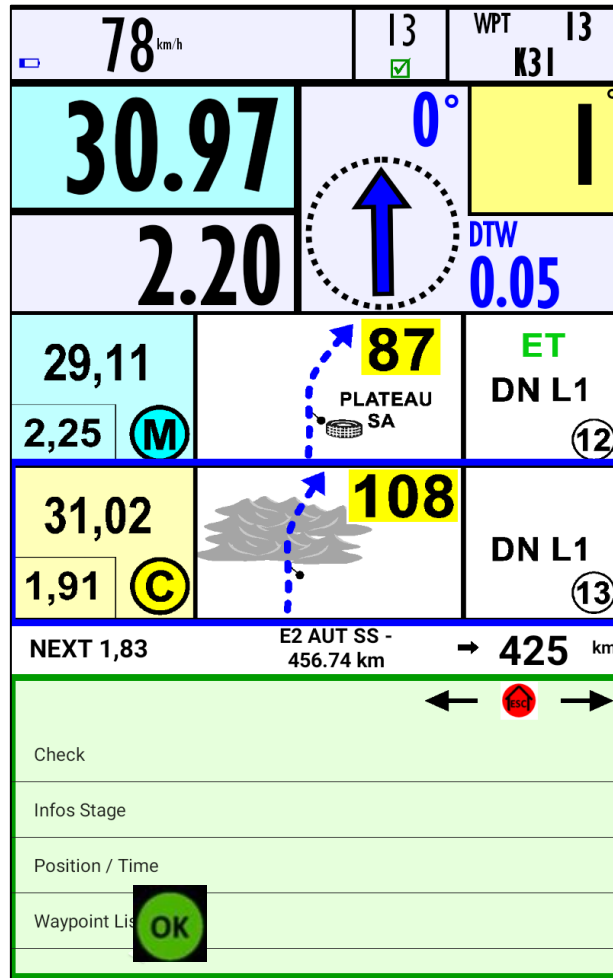 78 km/h
13
WPT 13
K31
30.97
0°
1°
2.20
DTW
0.05
29,11
2,25 M
87
PLATEAU
SA
ET
DN L1
12
31,02
1,91 C
108
DN L1
13
NEXT 1,83
E2 AUT SS -
456.74 km
425 km
ESC
Check
Infos Stage
Position / Time
Waypoint Lis
OK